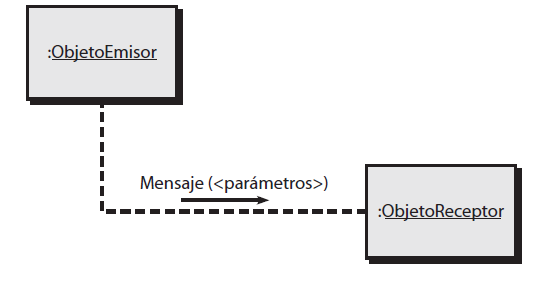 :ObjetoEmisor
Mensaje (<parámetros>)
:ObjetoReceptor